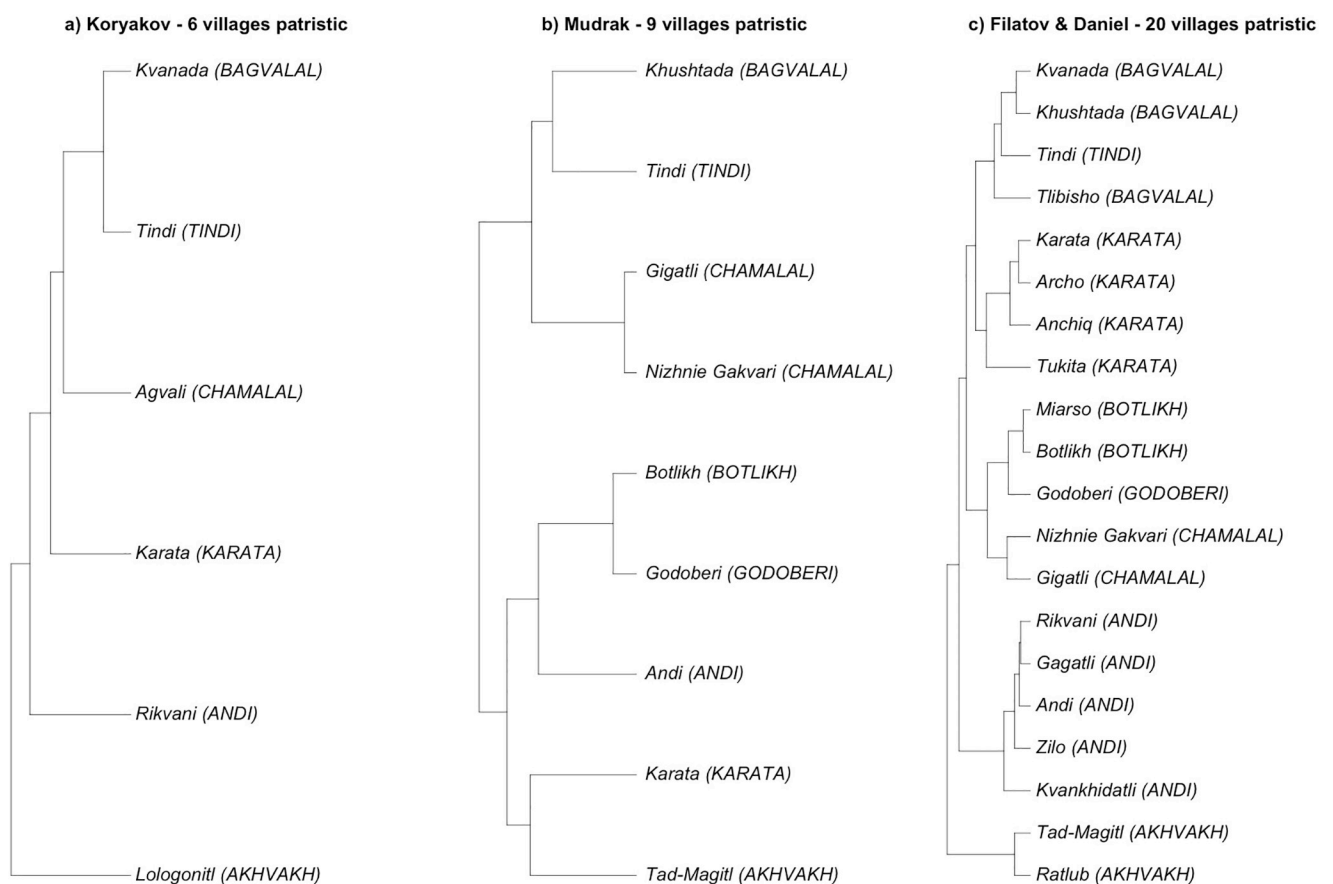 a) Koryakov - 6 villages patristic
Kvanada (BAGVALAL)
Tindi (TINDI)
Agvali (CHAMALAL)
Karata (KARATA)
Rikvani (ANDI)
Lologonitl (AKHVAKH)
b) Mudrak - 9 villages patristic
Khushtada (BAGVALAL)
Tindi (TINDI)
Gigatli (CHAMALAL)
Nizhnie Gakvari (CHAMALAL)
Botlikh (BOTLIKH)
Godoberi (GODOBERI)
Andi (ANDI)
Karata (KARATA)
Tad-Magitl (AKHVAKH)
c) Filatov & Daniel - 20 villages patristic
Kvanada (BAGVALAL)
Khushtada (BAGVALAL)
Tindi (TINDI)
Tlibisho (BAGVALAL)
Karata (KARATA)
Archo (KARATA)
Anchiq (KARATA)
Tukita (KARATA)
Miarso (BOTLIKH)
Botlikh (BOTLIKH)
Godoberi (GODOBERI)
Nizhnie Gakvari (CHAMALAL)
Gigatli (CHAMALAL)
Rikvani (ANDI)
Gagatli (ANDI)
Andi (ANDI)
Zilo (ANDI)
Kvankhidatli (ANDI)
Tad-Magitl (AKHVAKH)
Ratlub (AKHVAKH)